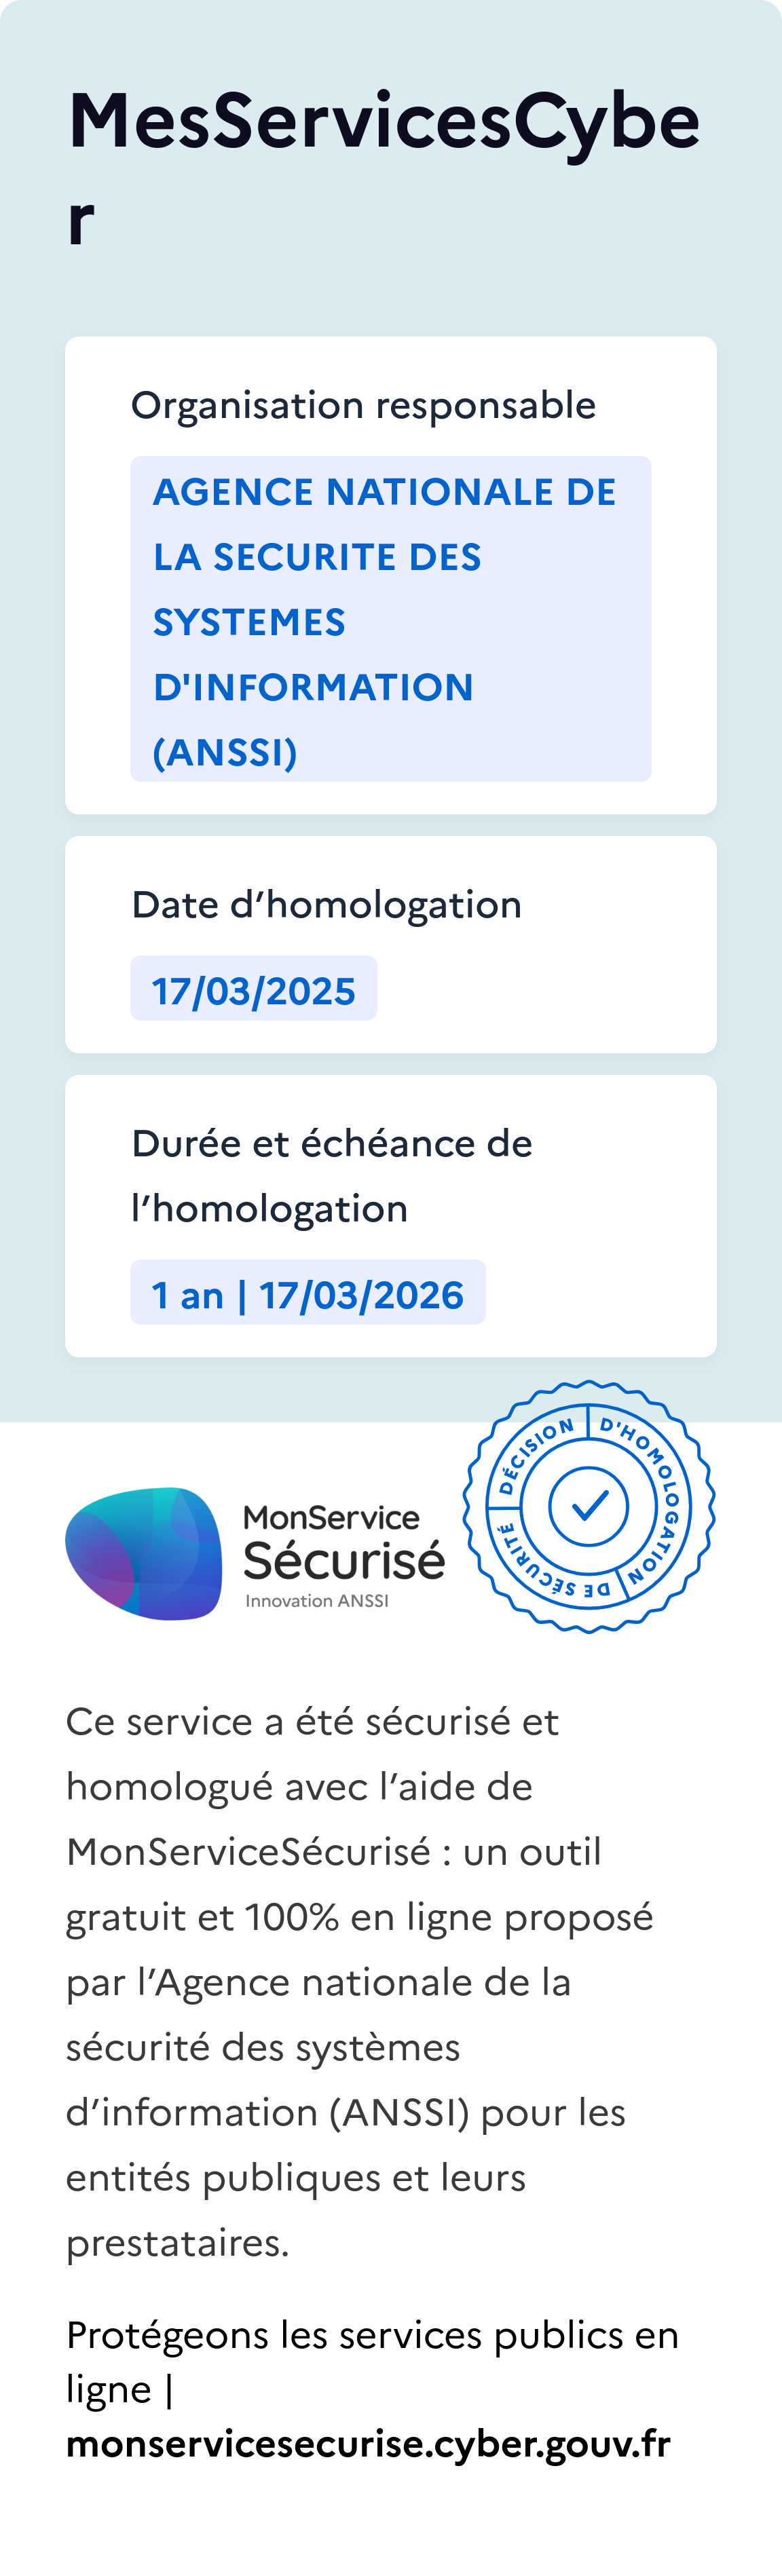 MesServicesCybe
r
Organisation responsable
AGENCE NATIONALE DE
LA SECURITE DES
SYSTEMES
D'INFORMATION
(ANSSI)
Date d’homologation
17/03/2025
Durée et échéance de
l’homologation
1 an | 17/03/2026
MonService
Sécurisé
Innovation ANSSI
DÉCISION D'HOMOLOGATION DE SÉCURITÉ
Ce service a été sécurisé et
homologué avec l’aide de
MonServiceSécurisé : un outil
gratuit et 100% en ligne proposé
par l’Agence nationale de la
sécurité des systèmes
d’information (ANSSI) pour les
entités publiques et leurs
prestataires.
Protégeons les services publics en
ligne |
monservicesecurise.cyber.gouv.fr